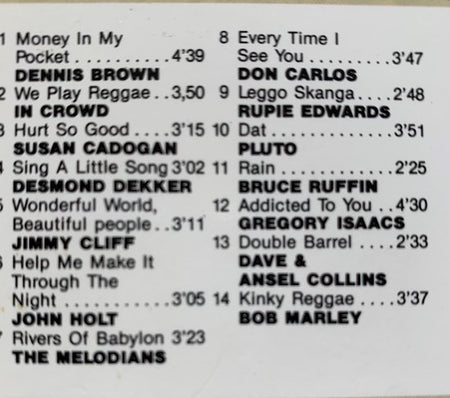 1 Money In My
Pocket . . . . . . . . . . 4'39
DENNIS BROWN
2 We Play Reggae . . 3,50
IN CROWD
3 Hurt So Good . . . . 3'15
SUSAN CADOGAN
4 Sing A Little Song 3'02
DESMOND DEKKER
5 Wonderful World,
Beautiful people . . 3'11
JIMMY CLIFF
6 Help Me Make It
Through The
Night . . . . . . . . . . . 3'05
JOHN HOLT
7 Rivers Of Babylon 3'23
THE MELODIANS
8 Every Time I
See You . . . . . . . . 3'47
DON CARLOS
9 Leggo Skanga . . . 2'48
RUPIE EDWARDS
10 Dat . . . . . . . . . . . . 3'51
PLUTO
11 Rain . . . . . . . . . . . 2'25
BRUCE RUFFIN
12 Addicted To You . . 4'30
GREGORY ISAACS
13 Double Barrel . . . . 2'33
DAVE &
ANSEL COLLINS
14 Kinky Reggae . . . . 3'37
BOB MARLEY